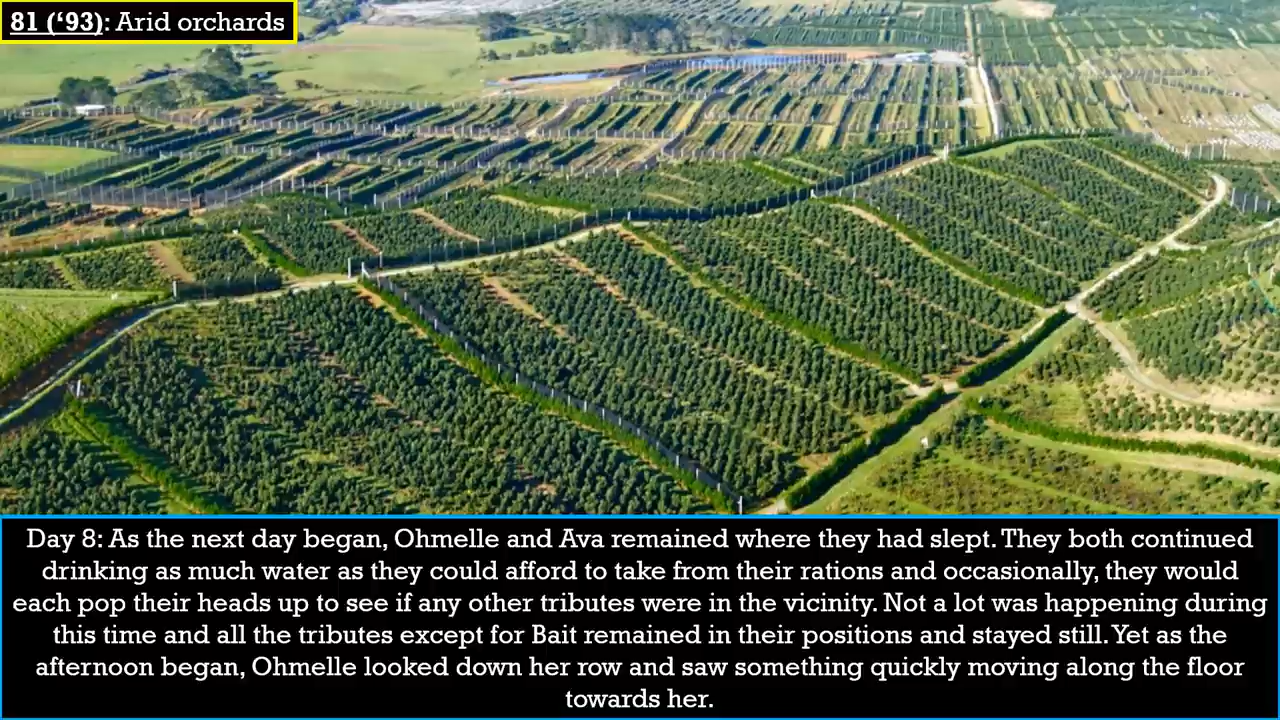 81 (‘93): Arid orchards
Day 8: As the next day began, Ohmelle and Ava remained where they had slept. They both continued
drinking as much water as they could afford to take from their rations and occasionally, they would
each pop their heads up to see if any other tributes were in the vicinity. Not a lot was happening during
this time and all the tributes except for Bait remained in their positions and stayed still. Yet as the
afternoon began, Ohmelle looked down her row and saw something quickly moving along the floor
towards her.